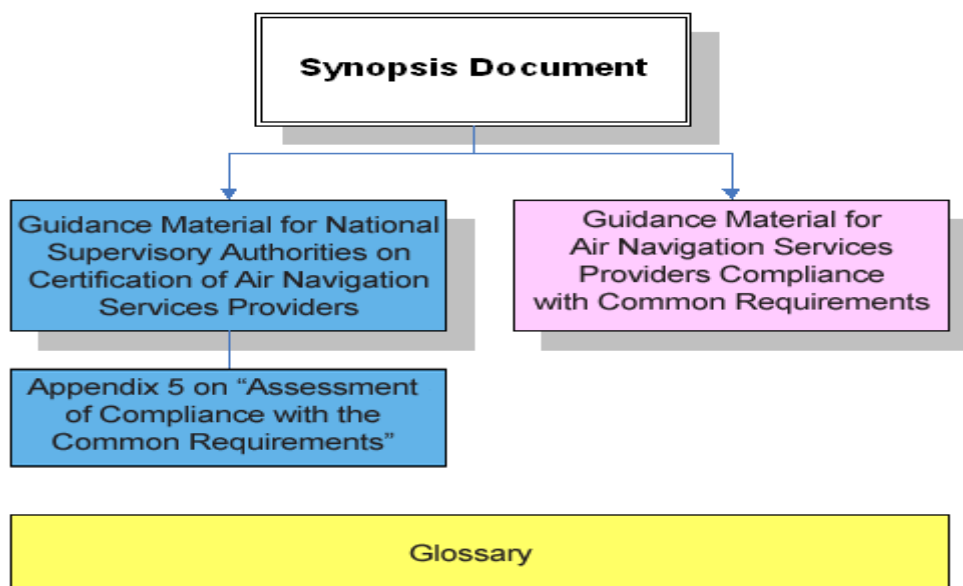 Synopsis Document
Guidance Material for National
Supervisory Authorities on
Certification of Air Navigation
Services Providers
Guidance Material for
Air Navigation Services
Providers Compliance
with Common Requirements
Appendix 5 on “Assessment
of Compliance with the
Common Requirements”
Glossary